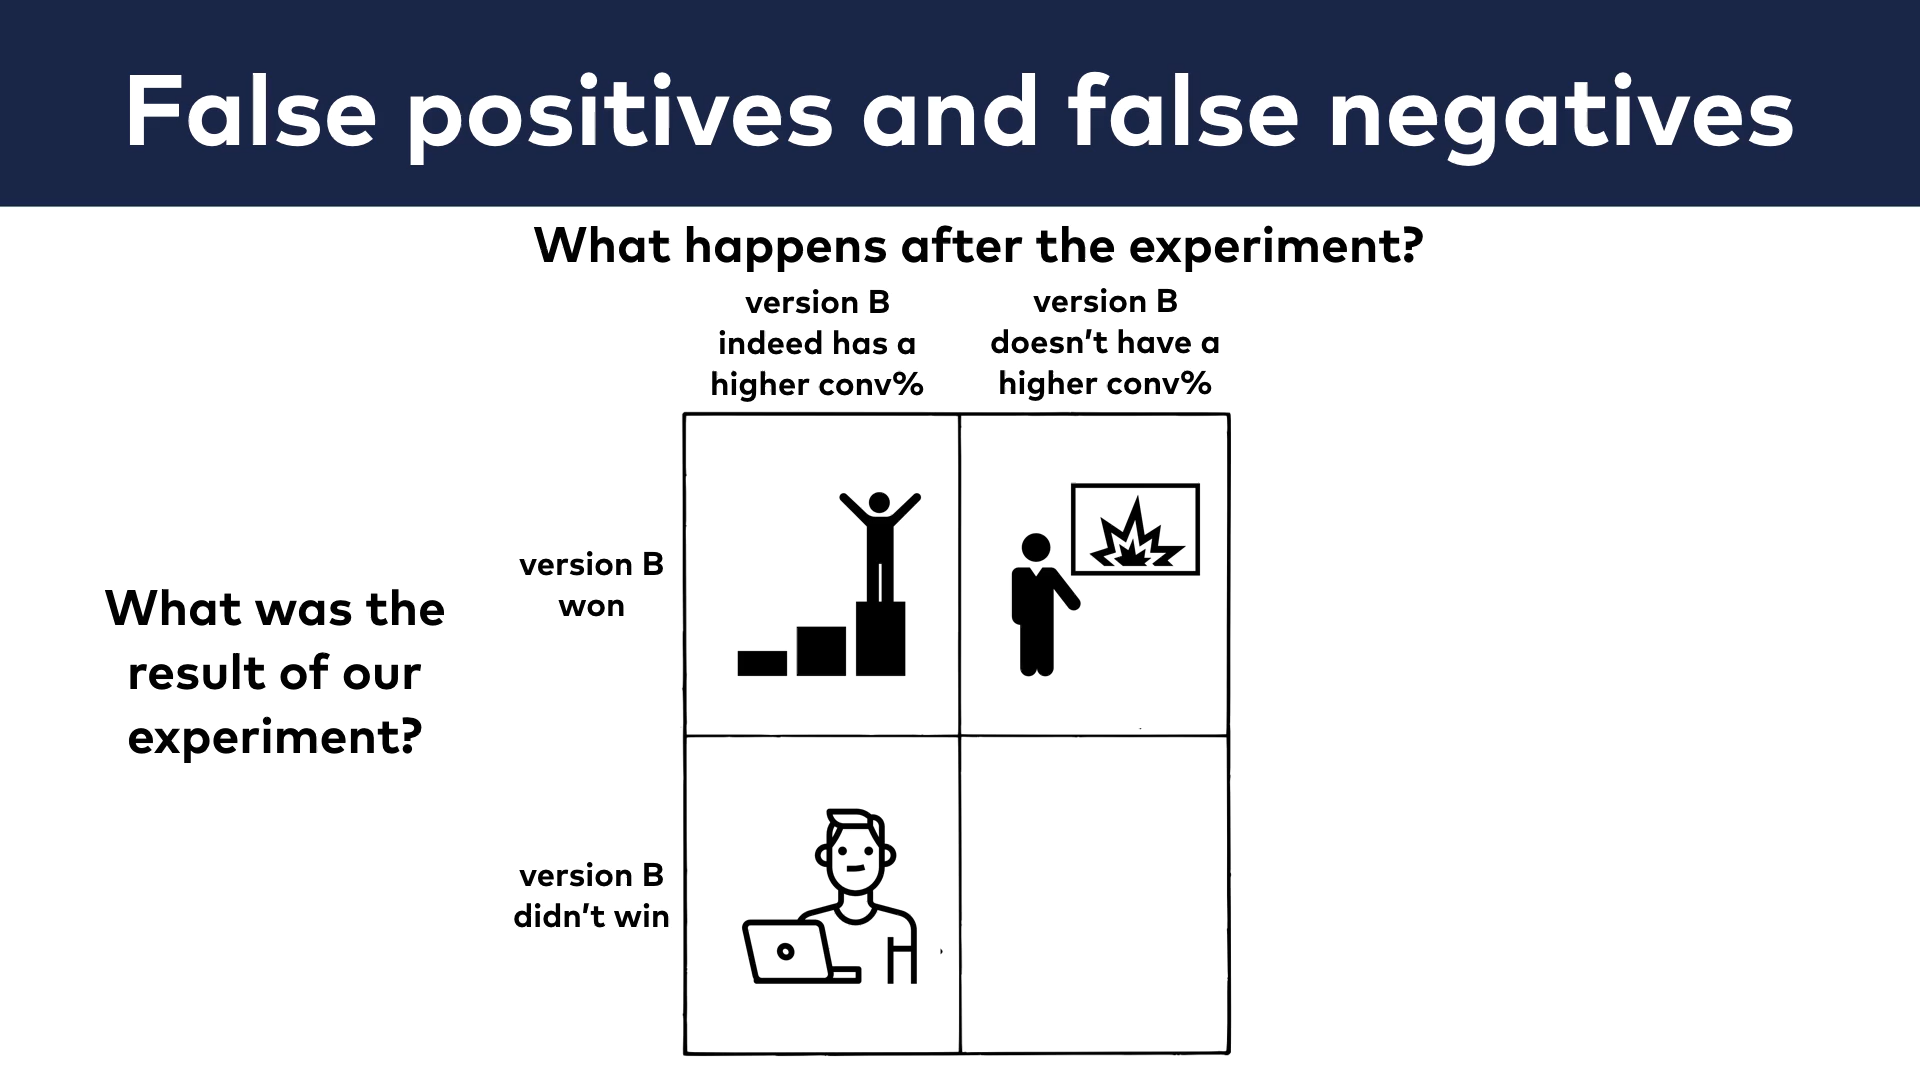 False positives and false negatives
What happens after the experiment?
version B
indeed has a
higher conv%
version B
doesn't have a
higher conv%
What was the
result of our
experiment?
version B
won
version B
didn't win